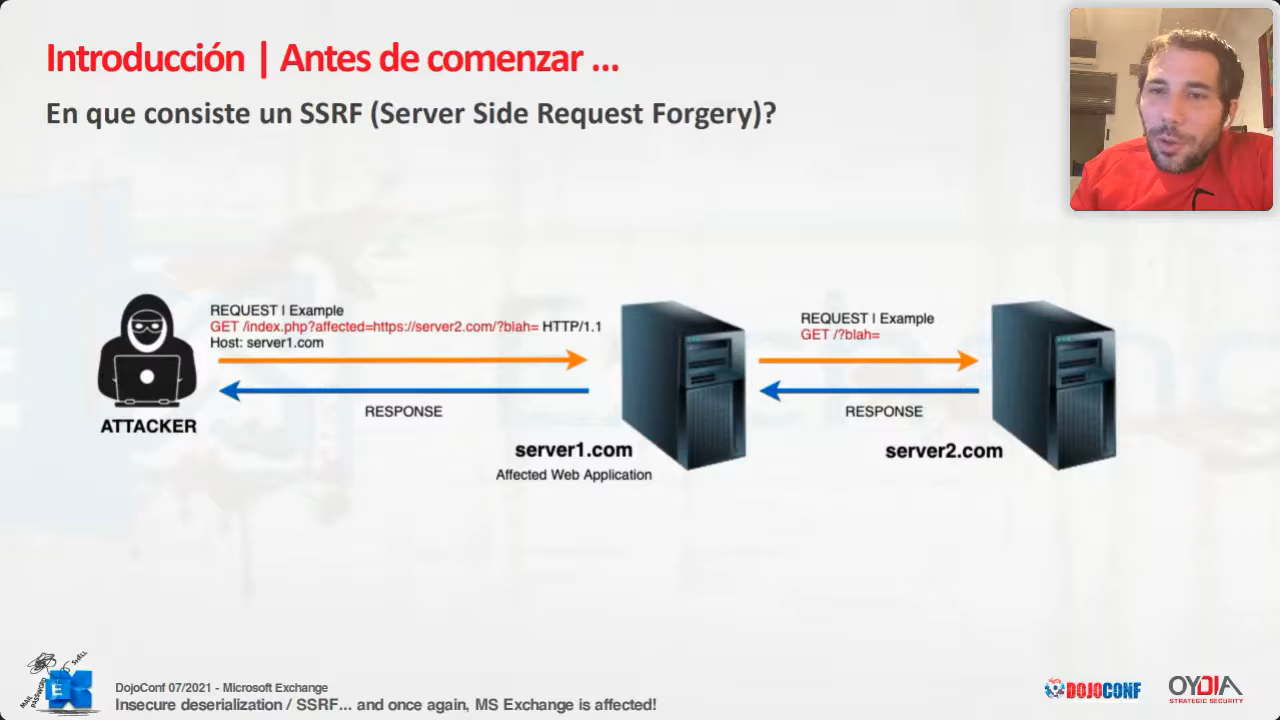 Introducción | Antes de comenzar ...
En que consiste un SSRF (Server Side Request Forgery)?
REQUEST | Example
GET /index.php?affected=https://server2.com/?blah= HTTP/1.1
Host: server1.com
RESPONSE
ATTACKER
server1.com
Affected Web Application
REQUEST | Example
GET /?blah=
RESPONSE
server2.com
SHELL
E
DojoConf 07/2021 - Microsoft Exchange
Insecure deserialization / SSRF... and once again, MS Exchange is affected!
DOJOCONF
OYDIA
STRATEGIC SECURITY